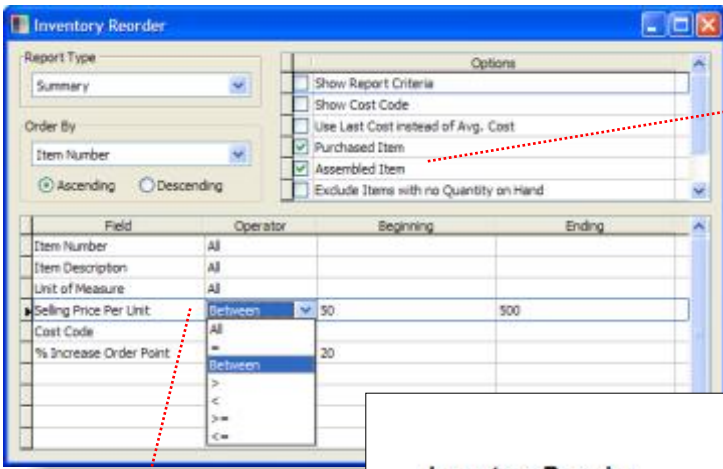 Inventory Reorder
Report Type
Summary
Order By
Item Number
Ascending Descending
Options
Show Report Criteria
Show Cost Code
Use Last Cost instead of Avg. Cost
Purchased Item
Assembled Item
Exclude Items with no Quantity on Hand
Field Operator Beginning Ending
Item Number All
Item Description All
Unit of Measure All
Selling Price Per Unit Between 50 500
Cost Code All
% Increase Order Point = 20
Between
>
<
>=
<=